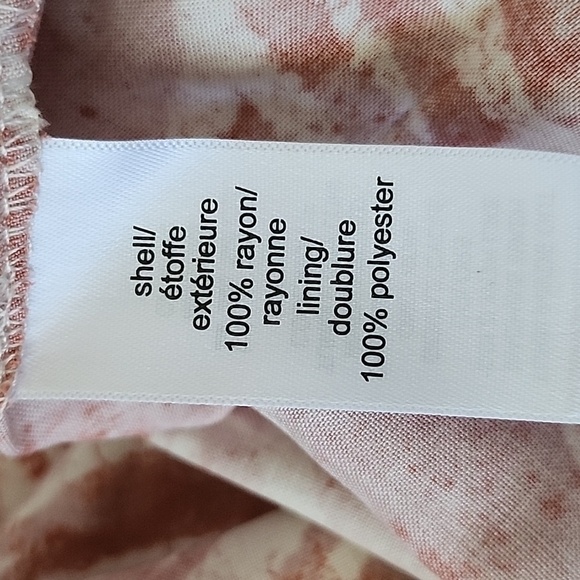 shell/
étoffe
extérieure
100% rayon/
rayonne
lining/
doublure
100% polyester